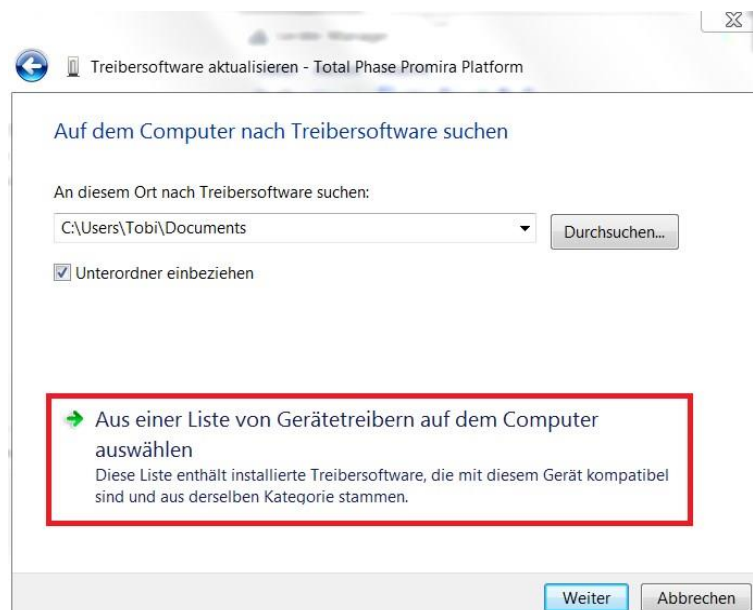 Treibersoftware aktualisieren - Total Phase Promira Platform
Auf dem Computer nach Treibersoftware suchen
An diesem Ort nach Treibersoftware suchen:
C:\Users\Tobi\Documents
Durchsuchen...
Unterordner einbeziehen
Aus einer Liste von Gerätetreibern auf dem Computer
auswählen
Diese Liste enthält installierte Treibersoftware, die mit diesem Gerät kompatibel
sind und aus derselben Kategorie stammen.
Weiter
Abbrechen